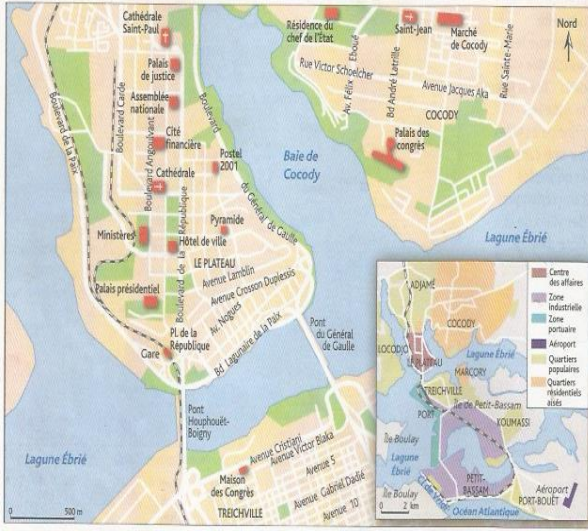 Cathédrale
Saint-Paul
Palais
de justice
Assemblée
nationale
Cité
financière
Cathédrale
Ministères
Palais présidentiel
Gare
Pl. de la
République
Hôtel de ville
Pyramide
Postel
2001
LE PLATEAU
Boulevard de la Paix
Boulevard Carde
Boulevard Angoulvant
Boulevard de la République
Boulevard
du Général de Gaulle
Avenue Lamblin
Avenue Crosson Duplessis
Av. Nogues
Bd Lagunaire de la Paix
Pont
du Général
de Gaulle
Pont
Houphouët-
Boigny
Lagune Ébrié
0 500 m
Maison
des Congrès
TREICHVILLE
Avenue Cristiani
Avenue Victor Blaka
Avenue 5
Avenue Gabriel Dadié
Avenue 10
Baie de
Cocody
Résidence du
chef de l'État
Saint-Jean
Marché
de Cocody
Nord
Rue Victor Schoelcher
Av. Félix Eboué
Bd André Latrille
Avenue Jacques Aka
Rue Sainte-Marie
COCODY
Palais des
congrès
Lagune Ébrié
ADJAMÉ
COCODY
LOCODJO
LE PLATEAU
Lagune Ébrié
MARCORY
TREICHVILLE
Île de Petit-Bassam
PORT
KOUMASSI
Île Boulay
Lagune
Ébrié
PETIT-
BASSAM
Île Boulay
Aéroport
PORT-BOUËT
Océan Atlantique
0 2 km
Centre
des affaires
Zone
industrielle
Zone
portuaire
Aéroport
Quartiers
populaires
Quartiers
résidentiels
aisés